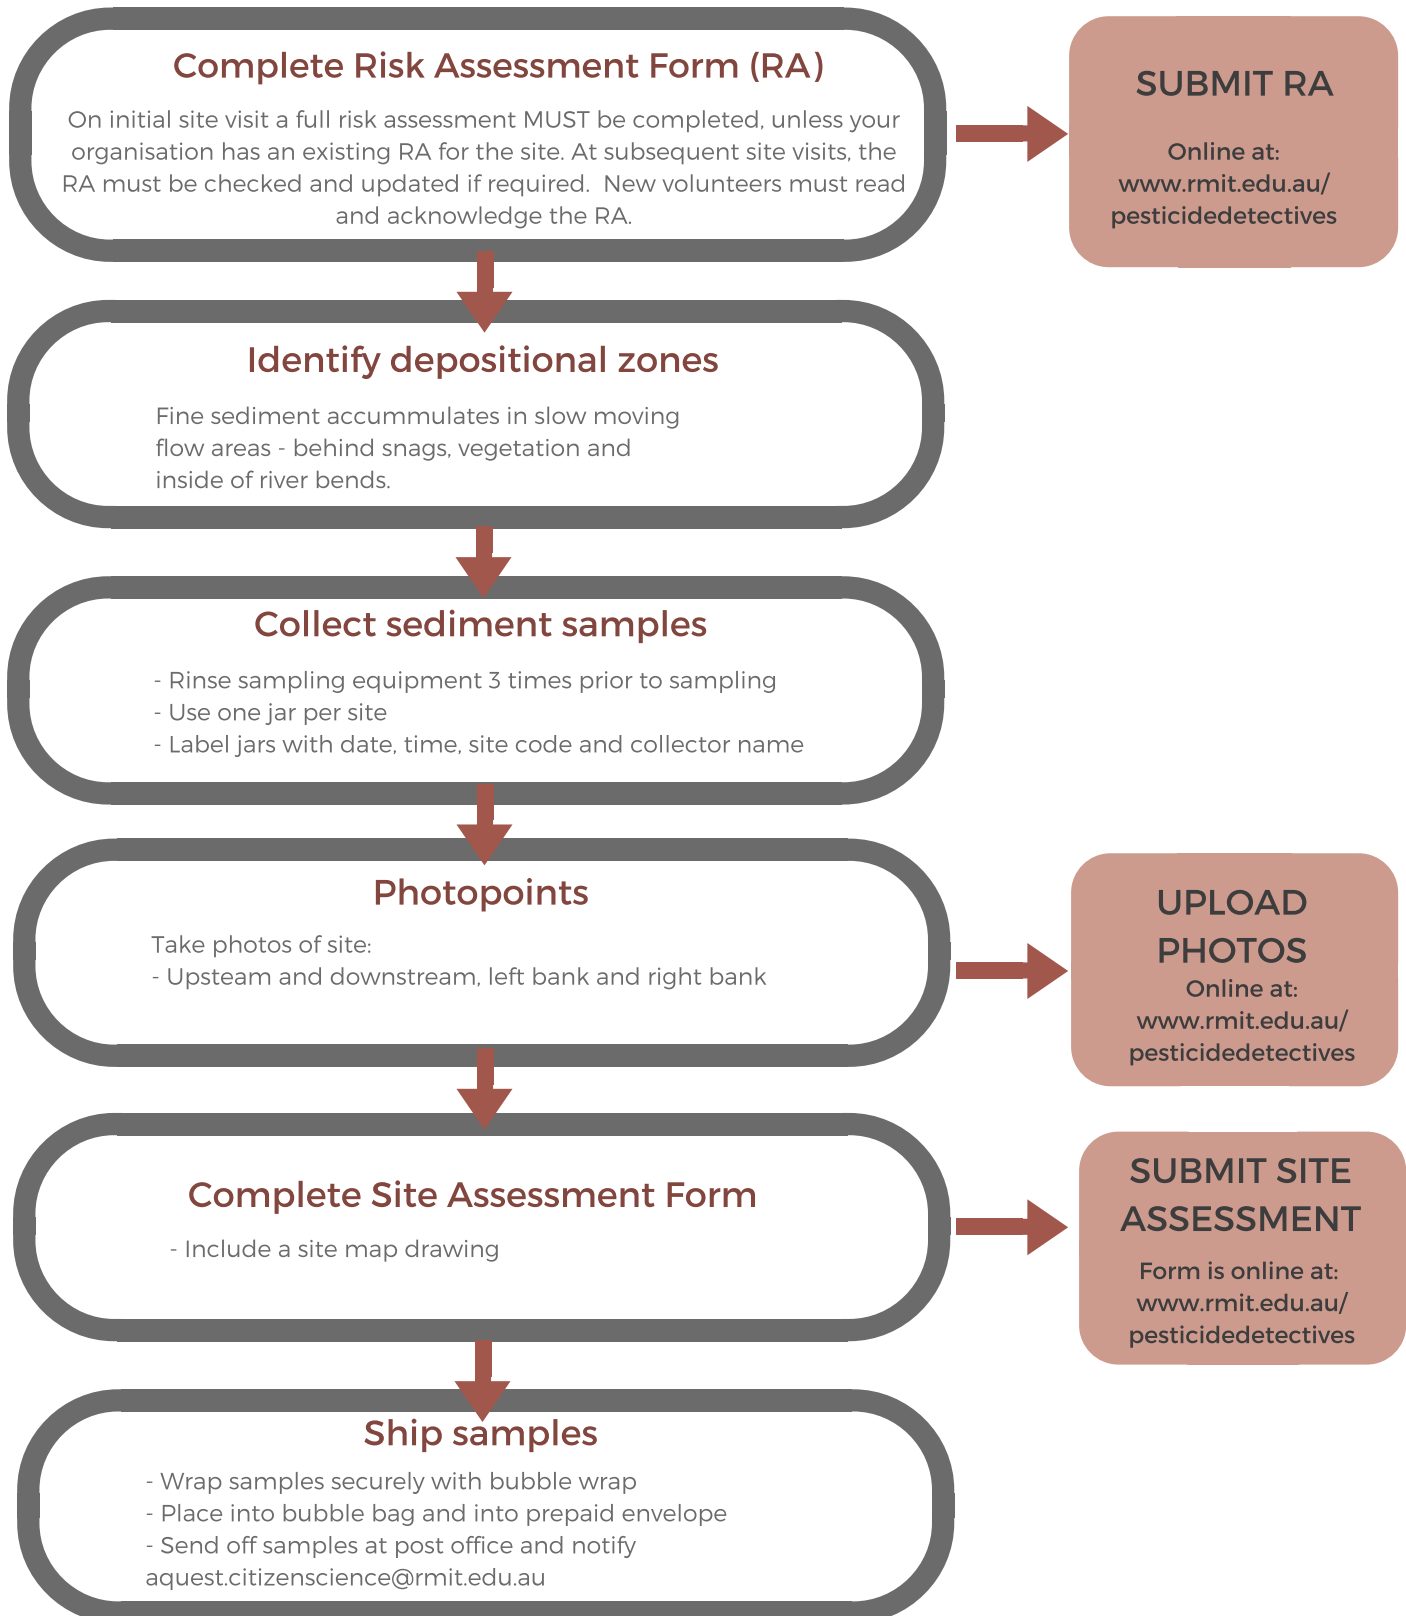 Complete Risk Assessment Form (RA)
On initial site visit a full risk assessment MUST be completed, unless your
organisation has an existing RA for the site. At subsequent site visits, the
RA must be checked and updated if required.  New volunteers must read
and acknowledge the RA.
SUBMIT RA
Online at:
www.rmit.edu.au/
pesticidedetectives
Identify depositional zones
Fine sediment accummulates in slow moving
flow areas - behind snags, vegetation and
inside of river bends.
Collect sediment samples
- Rinse sampling equipment 3 times prior to sampling
- Use one jar per site
- Label jars with date, time, site code and collector name
Photopoints
Take photos of site:
- Upsteam and downstream, left bank and right bank
UPLOAD
PHOTOS
Online at:
www.rmit.edu.au/
pesticidedetectives
Complete Site Assessment Form
- Include a site map drawing
SUBMIT SITE
ASSESSMENT
Form is online at:
www.rmit.edu.au/
pesticidedetectives
Ship samples
- Wrap samples securely with bubble wrap
- Place into bubble bag and into prepaid envelope
- Send off samples at post office and notify
aquest.citizenscience@rmit.edu.au